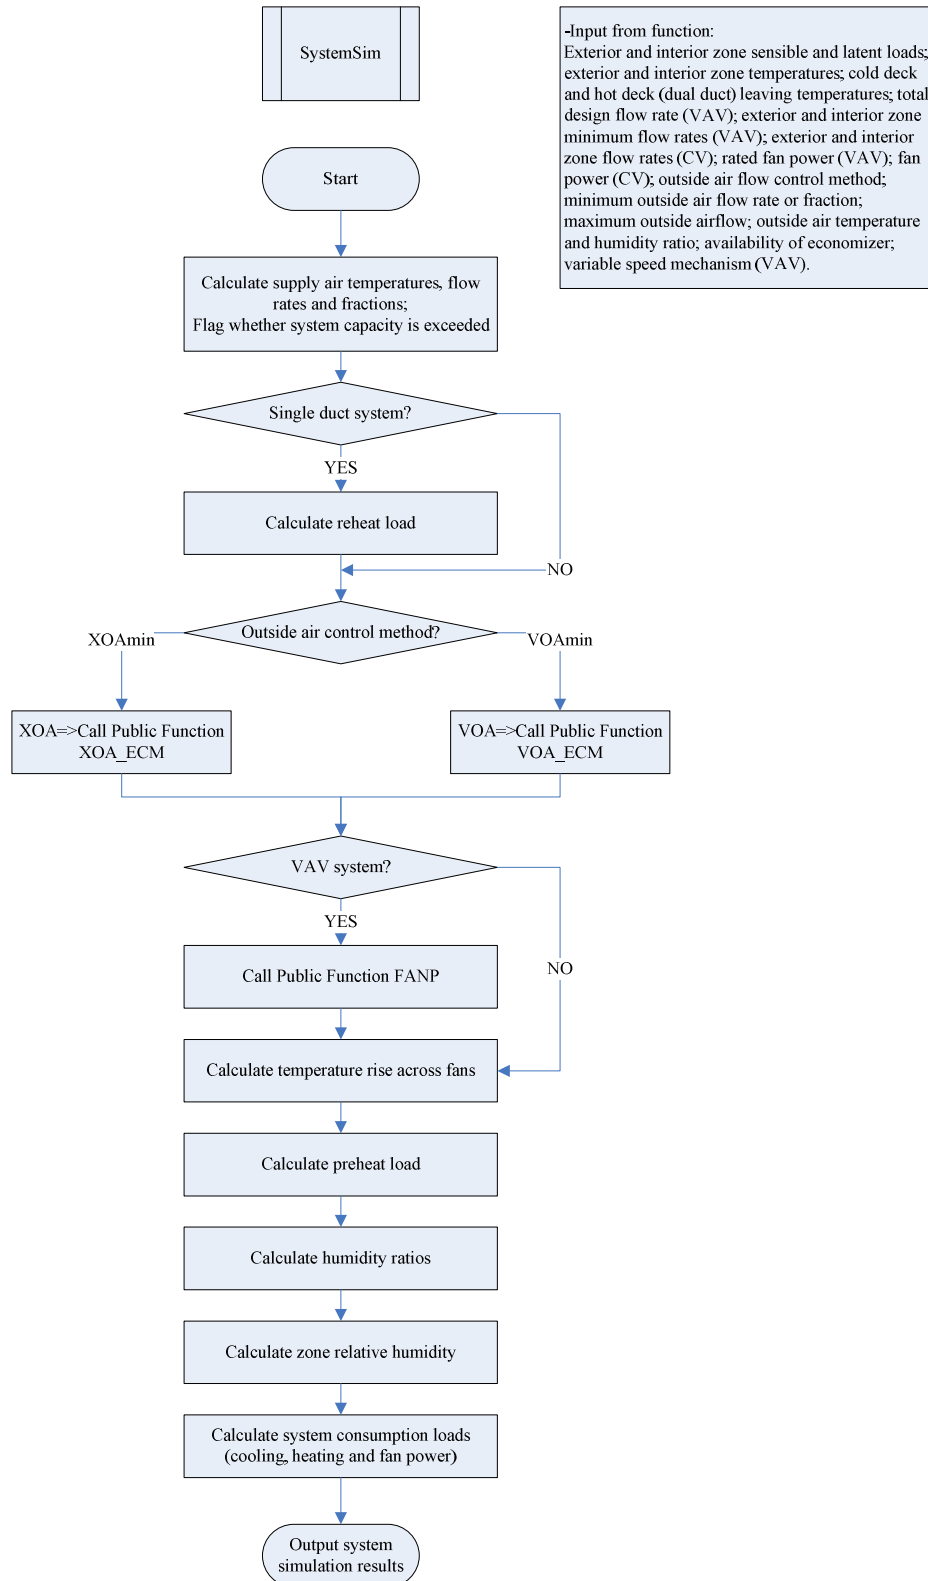 SystemSim
-Input from function:
Exterior and interior zone sensible and latent loads;
exterior and interior zone temperatures; cold deck
and hot deck (dual duct) leaving temperatures; total
design flow rate (VAV); exterior and interior zone
minimum flow rates (VAV); exterior and interior
zone flow rates (CV); rated fan power (VAV); fan
power (CV); outside air flow control method;
minimum outside air flow rate or fraction;
maximum outside airflow; outside air temperature
and humidity ratio; availability of economizer;
variable speed mechanism (VAV).
Start
Calculate supply air temperatures, flow
rates and fractions;
Flag whether system capacity is exceeded
Single duct system?
YES
Calculate reheat load
NO
Outside air control method?
XOAmin
VOAmin
XOA=>Call Public Function
XOA_ECM
VOA=>Call Public Function
VOA_ECM
VAV system?
YES
NO
Call Public Function FANP
Calculate temperature rise across fans
Calculate preheat load
Calculate humidity ratios
Calculate zone relative humidity
Calculate system consumption loads
(cooling, heating and fan power)
Output system
simulation results